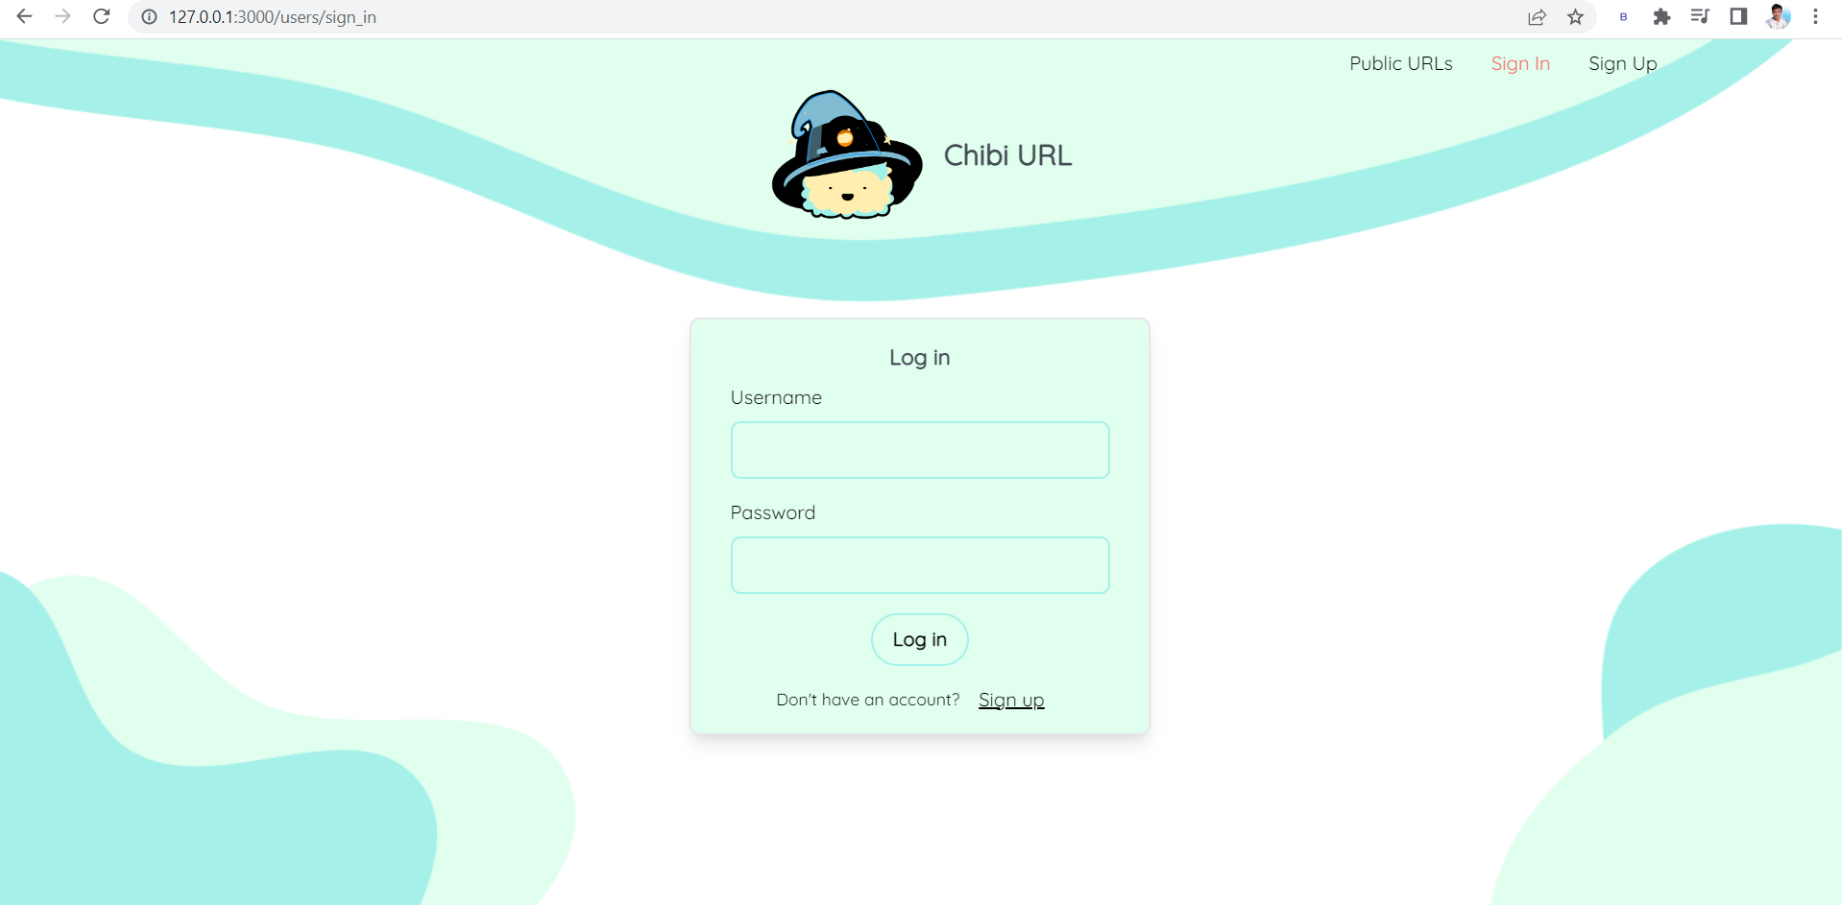 127.0.0.1:3000/users/sign_in
B
Public URLs Sign In Sign Up
Chibi URL
Log in
Username
Password
Log in
Don't have an account? Sign up